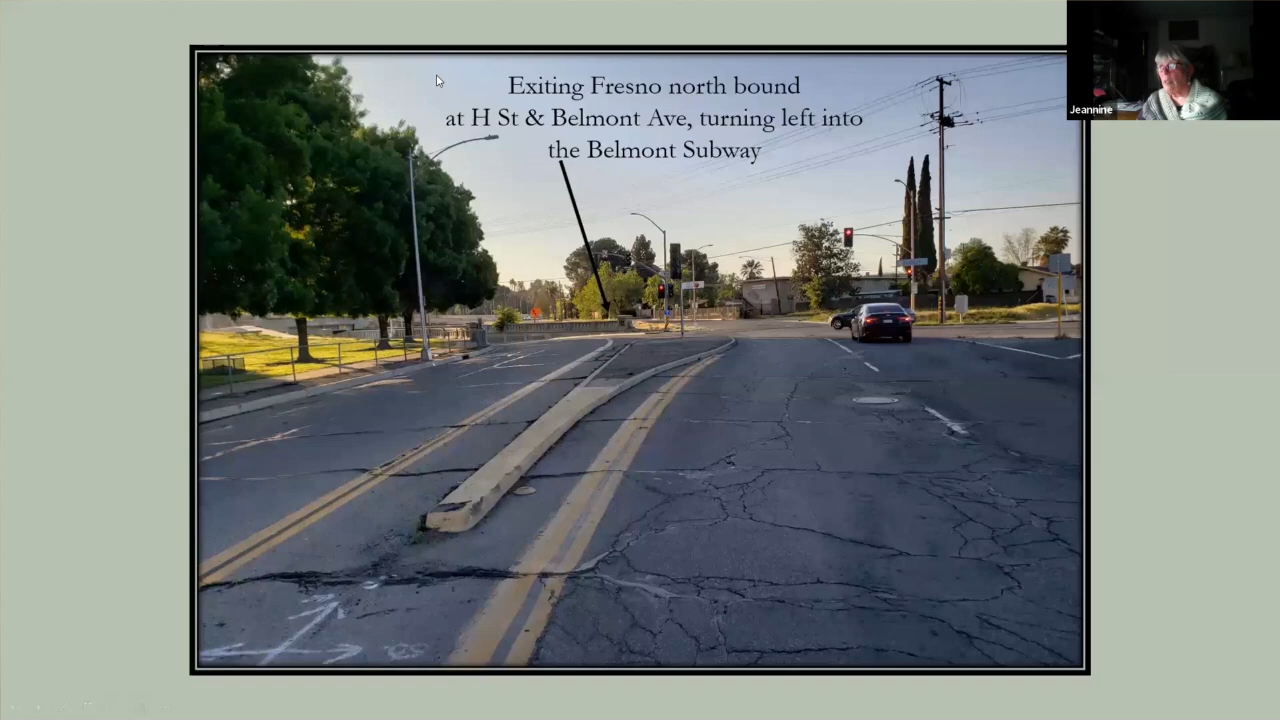 Exiting Fresno north bound
at H St & Belmont Ave, turning left into
the Belmont Subway
Jeannine